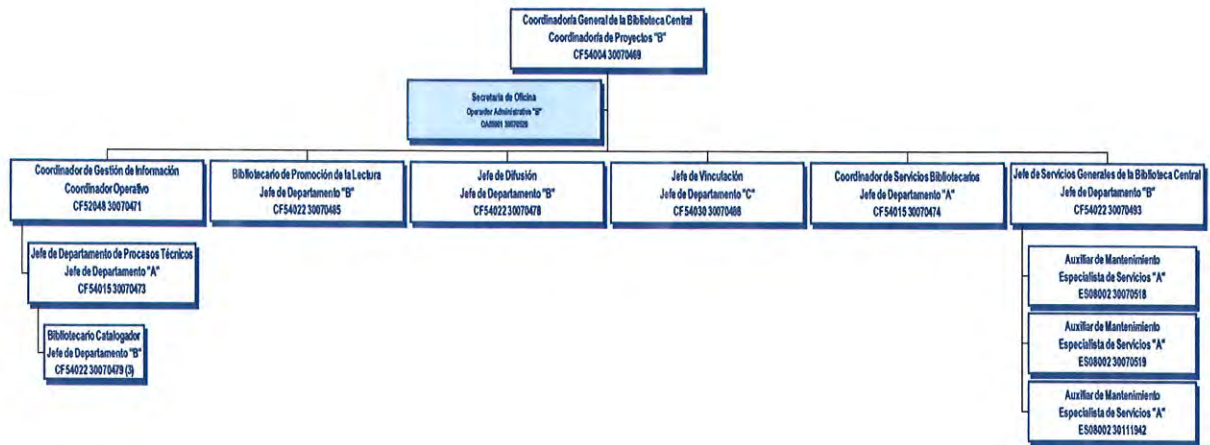 Coordinadoría General de la Biblioteca Central
Coordinadoría de Proyectos "B"
CF54004 30070469
Secretaria de Oficina
Operador Administrativo "B"
Coordinador de Gestión de Información
Coordinador Operativo
CF52048 30070471
Bibliotecario de Promoción de la Lectura
Jefe de Departamento "B"
CF54022 30070485
Jefe de Difusión
Jefe de Departamento "B"
CF54022 30070478
Jefe de Vinculación
Jefe de Departamento "C"
CF54030 30070486
Coordinador de Servicios Bibliotecarios
Jefe de Departamento "A"
CF54015 30070474
Jefe de Servicios Generales de la Biblioteca Central
Jefe de Departamento "B"
CF54022 30070493
Jefe de Departamento de Procesos Técnicos
Jefe de Departamento "A"
CF54015 30070473
Bibliotecario Catalogador
Jefe de Departamento "B"
CF54022 30070479 (3)
Auxiliar de Mantenimiento
Especialista de Servicios "A"
ES08002 30070518
Auxiliar de Mantenimiento
Especialista de Servicios "A"
ES08002 30070519
Auxiliar de Mantenimiento
Especialista de Servicios "A"
ES08002 30111942